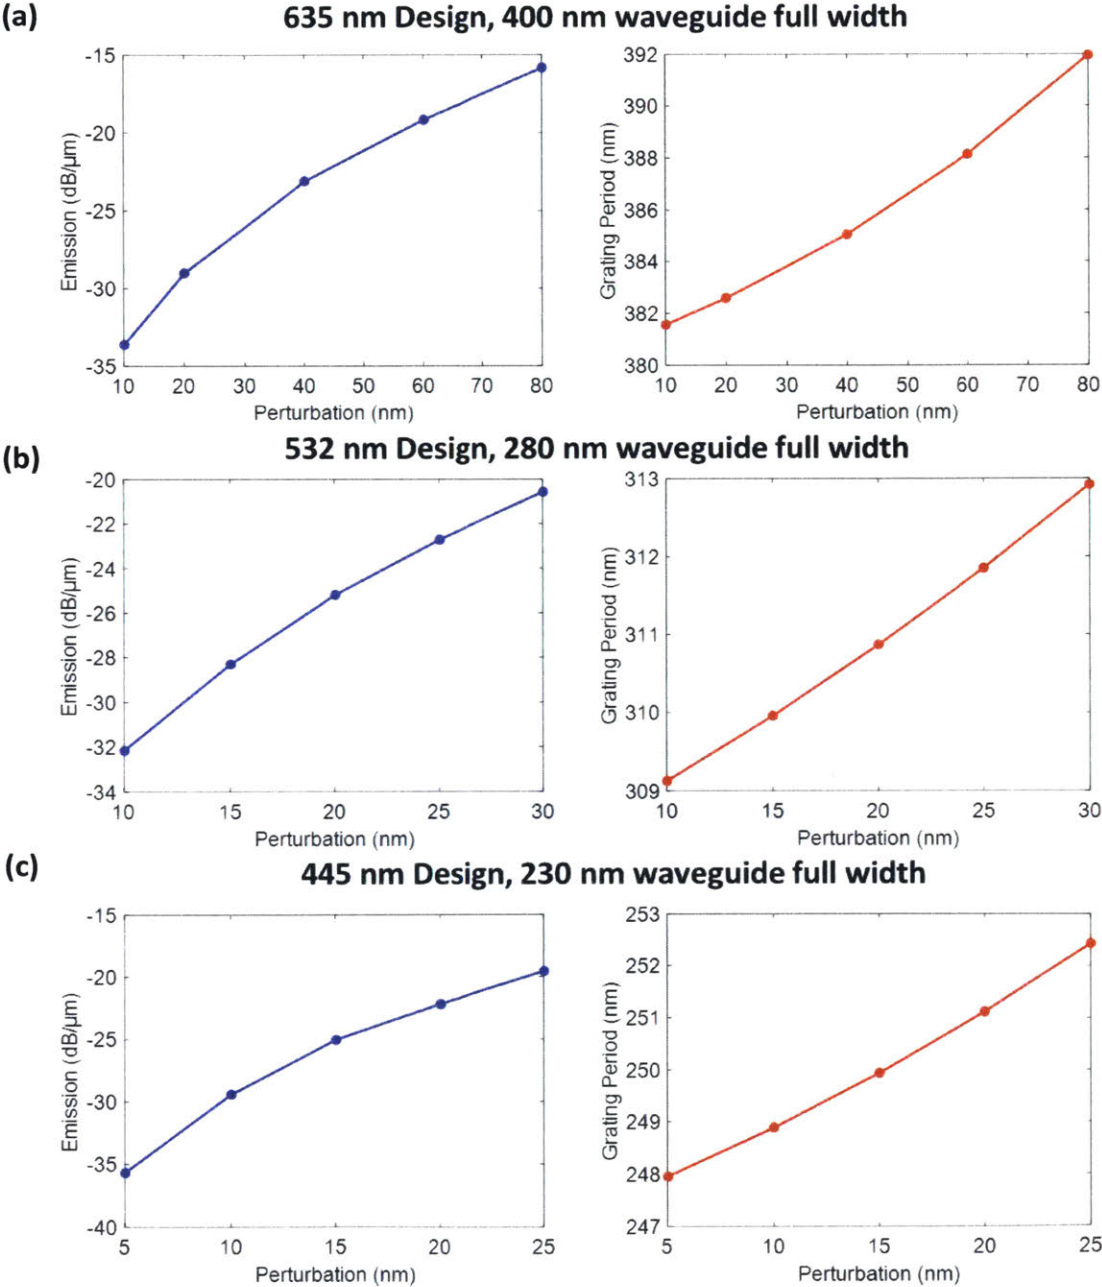 (a)
635 nm Design, 400 nm waveguide full width
-15
-20
-25
-30
-35
Emission (dB/µm)
10 20 30 40 50 60 70 80
Perturbation (nm)
392
390
388
386
384
382
380
Grating Period (nm)
10 20 30 40 50 60 70 80
Perturbation (nm)
(b)
532 nm Design, 280 nm waveguide full width
-20
-22
-24
-26
-28
-30
-32
-34
Emission (dB/µm)
10 15 20 25 30
Perturbation (nm)
313
312
311
310
309
Grating Period (nm)
10 15 20 25 30
Perturbation (nm)
(c)
445 nm Design, 230 nm waveguide full width
-15
-20
-25
-30
-35
-40
Emission (dB/µm)
5 10 15 20 25
Perturbation (nm)
253
252
251
250
249
248
247
Grating Period (nm)
5 10 15 20 25
Perturbation (nm)